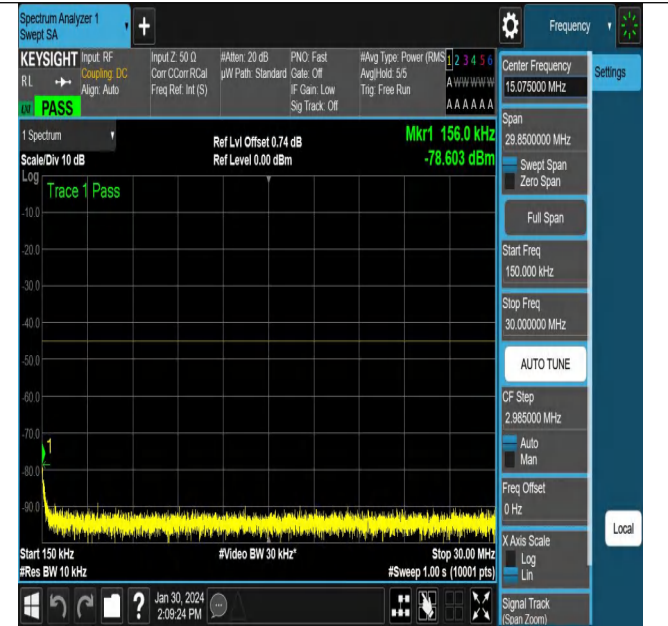 Spectrum Analyzer 1
Swept SA
+
Frequency
KEYSIGHT
RL
PASS
Input: RF
Coupling: DC
Align: Auto
Input Z: 50 Ω
Corr CCorr RCal
Freq Ref: Int (S)
#Atten: 20 dB
µW Path: Standard
PNO: Fast
Gate: Off
IF Gain: Low
Sig Track: Off
#Avg Type: Power (RMS
Avg|Hold: 5/5
Trig: Free Run
1 2 3 4 5 6
A W W W W W
A A A A A A
1 Spectrum
Scale/Div 10 dB
Ref Lvl Offset 0.74 dB
Ref Level 0.00 dBm
Mkr1 156.0 kHz
-78.603 dBm
Log
Trace 1 Pass
-10.0
-20.0
-30.0
-40.0
-50.0
-60.0
-70.0
1
-80.0
-90.0
Start 150 kHz
#Video BW 30 kHz*
Stop 30.00 MHz
#Res BW 10 kHz
#Sweep 1.00 s (10001 pts)
Center Frequency
15.075000 MHz
Settings
Span
29.8500000 MHz
Swept Span
Zero Span
Full Span
Start Freq
150.000 kHz
Stop Freq
30.000000 MHz
AUTO TUNE
CF Step
2.985000 MHz
Auto
Man
Freq Offset
0 Hz
X Axis Scale
Log
Lin
Signal Track
(Span Zoom)
Local
?
Jan 30, 2024
2:09:24 PM